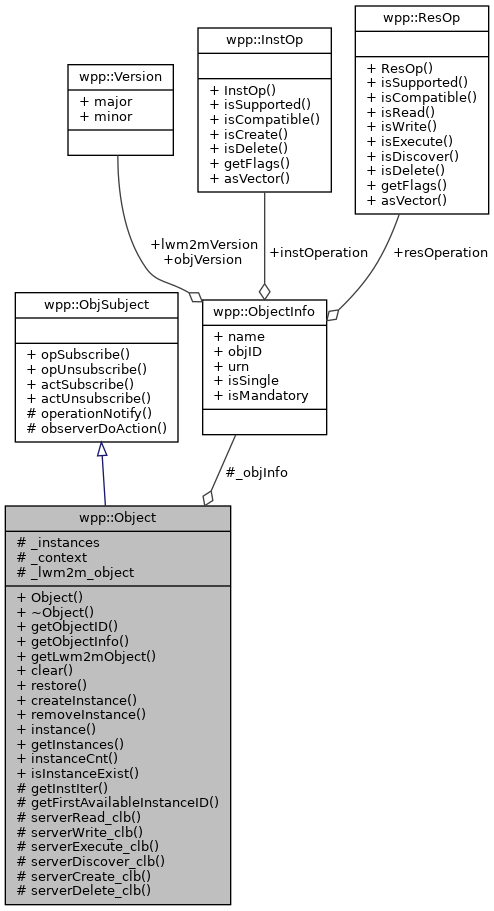 wpp::ResOp
+ ResOp()
+ isSupported()
+ isCompatible()
+ isRead()
+ isWrite()
+ isExecute()
+ isDiscover()
+ isDelete()
+ getFlags()
+ asVector()
wpp::InstOp
+ InstOp()
+ isSupported()
+ isCompatible()
+ isCreate()
+ isDelete()
+ getFlags()
+ asVector()
wpp::Version
+ major
+ minor
+lwm2mVersion
+objVersion
+instOperation
+resOperation
wpp::ObjSubject
+ opSubscribe()
+ opUnsubscribe()
+ actSubscribe()
+ actUnsubscribe()
# operationNotify()
# observerDoAction()
wpp::ObjectInfo
+ name
+ objID
+ urn
+ isSingle
+ isMandatory
#_objInfo
wpp::Object
# _instances
# _context
# _lwm2m_object
+ Object()
+ ~Object()
+ getObjectID()
+ getObjectInfo()
+ getLwm2mObject()
+ clear()
+ restore()
+ createInstance()
+ removeInstance()
+ instance()
+ getInstances()
+ instanceCnt()
+ isInstanceExist()
# getInstIter()
# getFirstAvailableInstanceID()
# serverRead_clb()
# serverWrite_clb()
# serverExecute_clb()
# serverDiscover_clb()
# serverCreate_clb()
# serverDelete_clb()